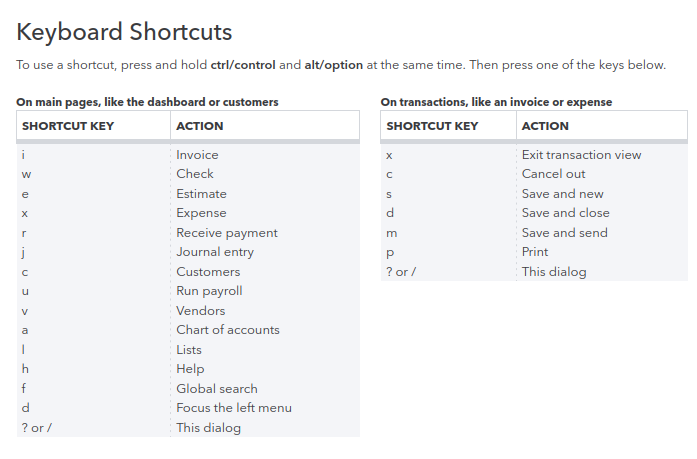 Keyboard Shortcuts
To use a shortcut, press and hold ctrl/control and alt/option at the same time. Then press one of the keys below.
On main pages, like the dashboard or customers
SHORTCUT KEY ACTION
i Invoice
w Check
e Estimate
x Expense
r Receive payment
j Journal entry
c Customers
u Run payroll
v Vendors
a Chart of accounts
l Lists
h Help
f Global search
d Focus the left menu
? or / This dialog
On transactions, like an invoice or expense
SHORTCUT KEY ACTION
x Exit transaction view
c Cancel out
s Save and new
d Save and close
m Save and send
p Print
? or / This dialog